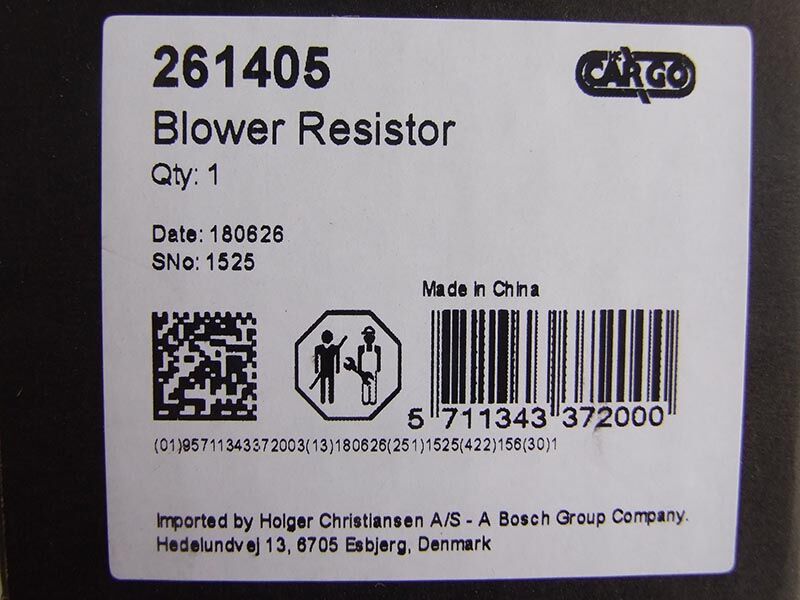 261405
HC CARGO
Blower Resistor
Qty: 1
Date: 180626
SNo: 1525
Made in China
5 711343 372000
(01)95711343372003(13)180626(251)1525(422)156(30)1
Imported by Holger Christiansen A/S - A Bosch Group Company.
Hedelundvej 13, 6705 Esbjerg, Denmark